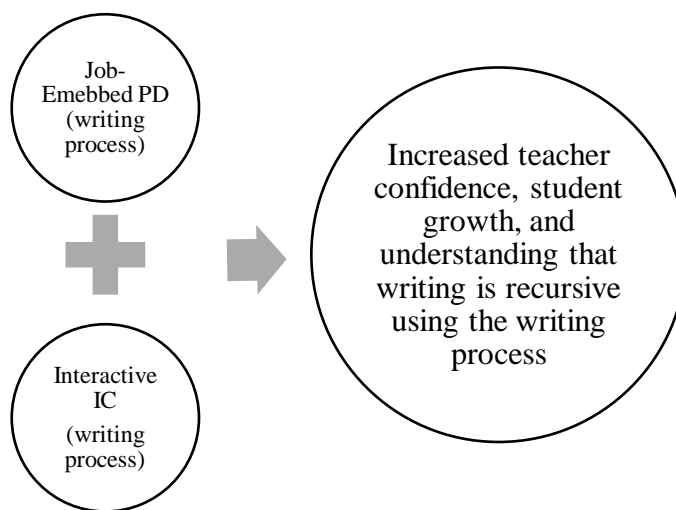 Job-
Emebbed PD
(writing
process)
Interactive
IC
(writing
process)
Increased teacher
confidence, student
growth, and
understanding that
writing is recursive
using the writing
process